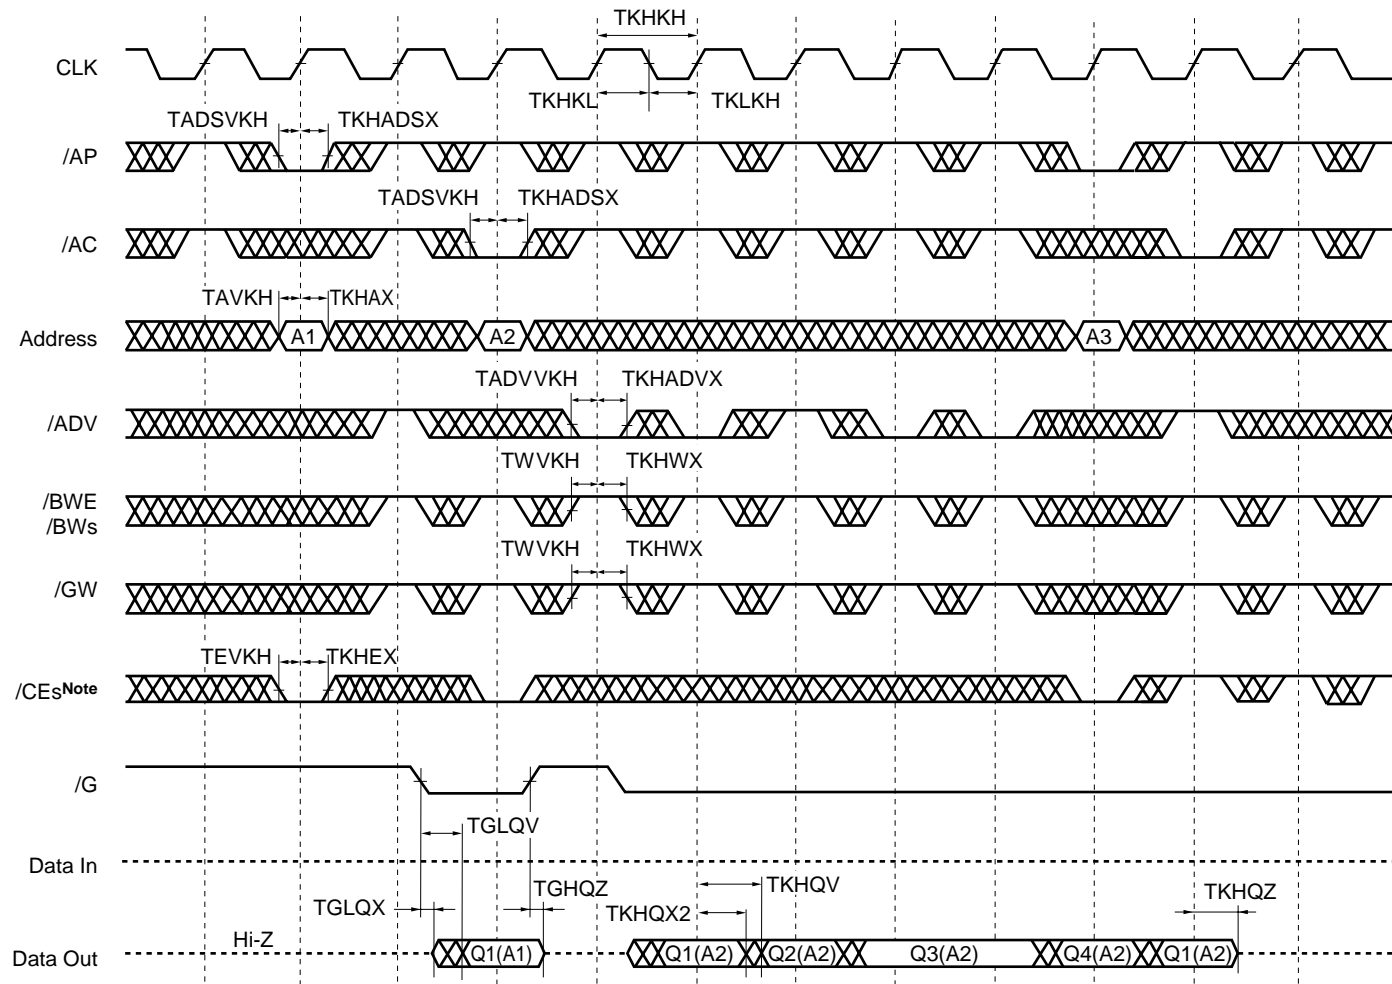 TKHKH
CLK
TKHKL TKLKH
TADSVKH TKHADSX
/AP
TADSVKH TKHADSX
/AC
TAVKH TKHAX
Address A1 A2 A3
TADVVKH TKHADVX
/ADV
TWVKH TKHWX
/BWE
/BWs
TWVKH TKHWX
/GW
TEVKH TKHEX
/CEsNote
/G
TGLQV
Data In
TGLQX TGHQZ TKHQX2 TKHQV TKHQZ
Hi-Z
Data Out Q1(A1) Q1(A2) Q2(A2) Q3(A2) Q4(A2) Q1(A2)